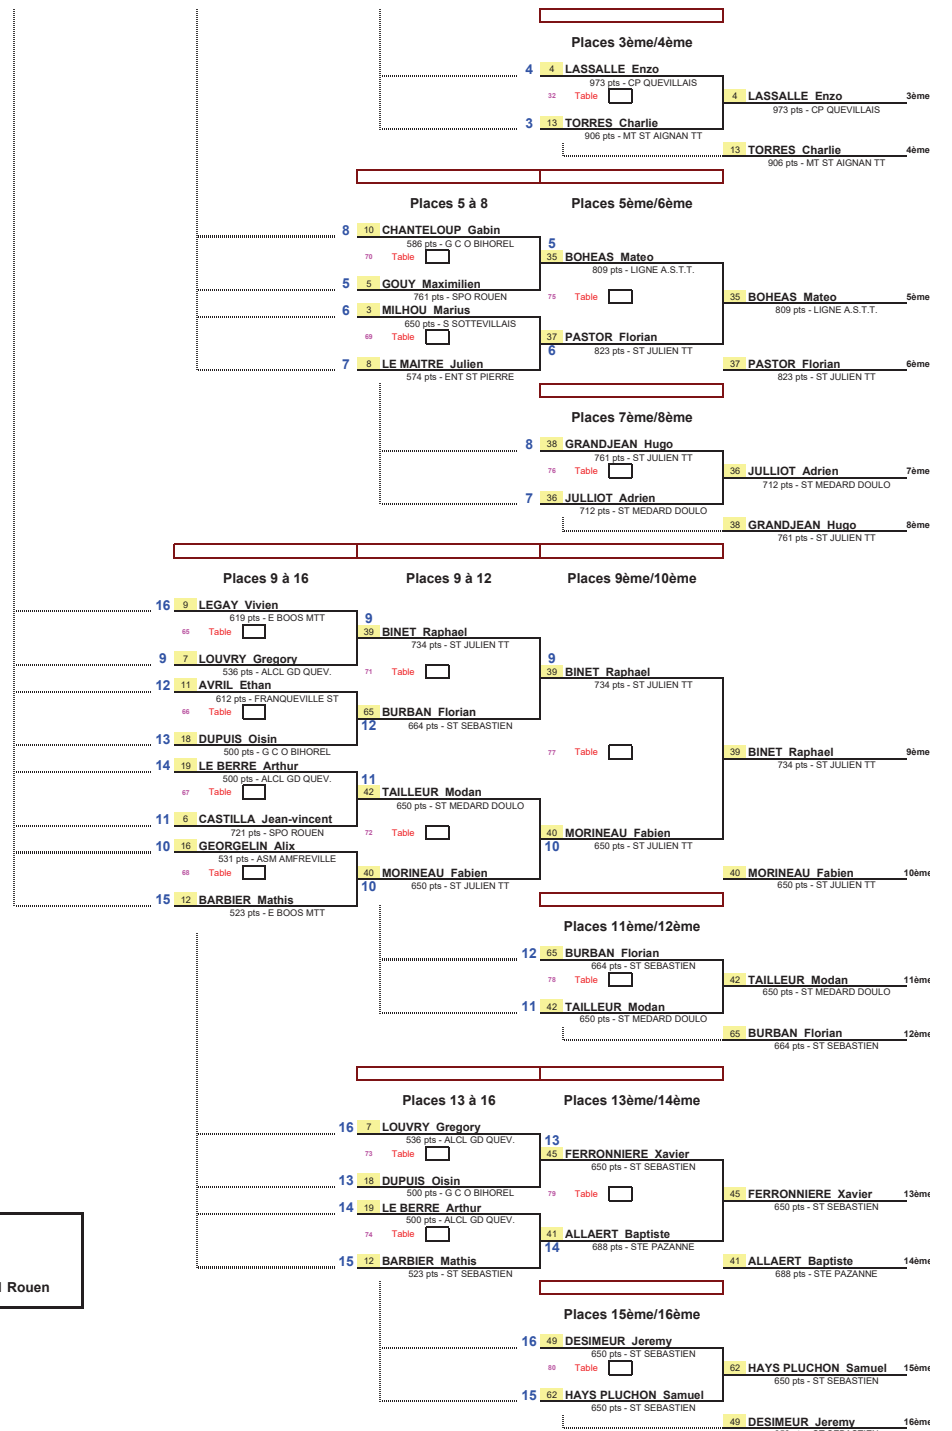 Places 3ème/4ème
4 4 LASSALLE Enzo
973 pts - CP QUEVILLAIS
32 Table
4 LASSALLE Enzo 3ème
973 pts - CP QUEVILLAIS
3 13 TORRES Charlie
906 pts - MT ST AIGNAN TT
13 TORRES Charlie 4ème
906 pts - MT ST AIGNAN TT
Places 5 à 8 Places 5ème/6ème
8 10 CHANTELOUP Gabin
586 pts - G C O BIHOREL
5
70 Table
35 BOHEAS Mateo
809 pts - LIGNE A.S.T.T.
5 5 GOUY Maximilien
761 pts - SPO ROUEN
75 Table
35 BOHEAS Mateo 5ème
809 pts - LIGNE A.S.T.T.
6 3 MILHOU Marius
650 pts - S SOTTEVILLAIS
69 Table
37 PASTOR Florian
6 823 pts - ST JULIEN TT
7 8 LE MAITRE Julien
574 pts - ENT ST PIERRE
37 PASTOR Florian 6ème
823 pts - ST JULIEN TT
Places 7ème/8ème
8 38 GRANDJEAN Hugo
761 pts - ST JULIEN TT
76 Table
36 JULLIOT Adrien 7ème
712 pts - ST MEDARD DOULO
7 36 JULLIOT Adrien
712 pts - ST MEDARD DOULO
38 GRANDJEAN Hugo 8ème
761 pts - ST JULIEN TT
Places 9 à 16 Places 9 à 12 Places 9ème/10ème
16 9 LEGAY Vivien
619 pts - E BOOS MTT
9
65 Table
39 BINET Raphael
734 pts - ST JULIEN TT
9 7 LOUVRY Gregory
536 pts - ALCL GD QUEV.
9
71 Table
39 BINET Raphael
734 pts - ST JULIEN TT
12 11 AVRIL Ethan
612 pts - FRANQUEVILLE ST
66 Table
65 BURBAN Florian
12 664 pts - ST SEBASTIEN
13 18 DUPUIS Oisin
500 pts - G C O BIHOREL
77 Table
39 BINET Raphael 9ème
734 pts - ST JULIEN TT
14 19 LE BERRE Arthur
500 pts - ALCL GD QUEV.
11
67 Table
42 TAILLEUR Modan
650 pts - ST MEDARD DOULO
11 6 CASTILLA Jean-vincent
721 pts - SPO ROUEN
72 Table
40 MORINEAU Fabien
10 650 pts - ST JULIEN TT
10 16 GEORGELIN Alix
531 pts - ASM AMFREVILLE
68 Table
40 MORINEAU Fabien
10 650 pts - ST JULIEN TT
40 MORINEAU Fabien 10ème
650 pts - ST JULIEN TT
15 12 BARBIER Mathis
523 pts - E BOOS MTT
Places 11ème/12ème
12 65 BURBAN Florian
664 pts - ST SEBASTIEN
78 Table
42 TAILLEUR Modan 11ème
650 pts - ST MEDARD DOULO
11 42 TAILLEUR Modan
650 pts - ST MEDARD DOULO
65 BURBAN Florian 12ème
664 pts - ST SEBASTIEN
Places 13 à 16 Places 13ème/14ème
16 7 LOUVRY Gregory
536 pts - ALCL GD QUEV.
13
73 Table
45 FERRONNIERE Xavier
650 pts - ST SEBASTIEN
13 18 DUPUIS Oisin
500 pts - G C O BIHOREL
79 Table
45 FERRONNIERE Xavier 13ème
650 pts - ST SEBASTIEN
14 19 LE BERRE Arthur
500 pts - ALCL GD QUEV.
74 Table
41 ALLAERT Baptiste
14 688 pts - STE PAZANNE
15 12 BARBIER Mathis
523 pts - ST SEBASTIEN
41 ALLAERT Baptiste 14ème
688 pts - STE PAZANNE
Rouen
Places 15ème/16ème
16 49 DESIMEUR Jeremy
650 pts - ST SEBASTIEN
80 Table
62 HAYS PLUCHON Samuel 15ème
650 pts - ST SEBASTIEN
15 62 HAYS PLUCHON Samuel
650 pts - ST SEBASTIEN
49 DESIMEUR Jeremy 16ème